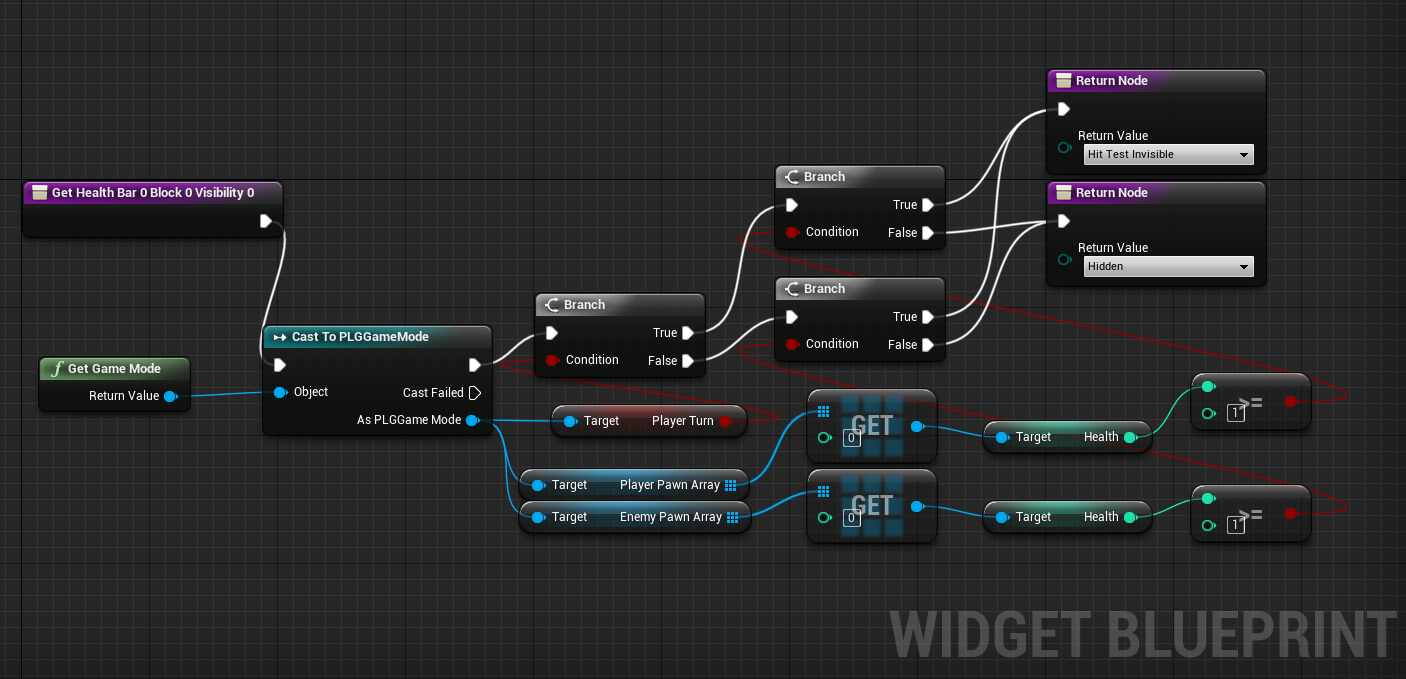 Return Node
Return Value
Hit Test Invisible
Get Health Bar 0 Block 0 Visibility 0
Branch
True
Condition
False
Return Node
Return Value
Hidden
Branch
True
Condition
False
Branch
True
Condition
False
Cast To PLGGameMode
Object
Cast Failed
As PLGGame Mode
f Get Game Mode
Return Value
Target Player Turn
GET
0
Target Health
>=
1
Target Player Pawn Array
Target Enemy Pawn Array
GET
0
Target Health
>=
1
WIDGET BLUEPRINT